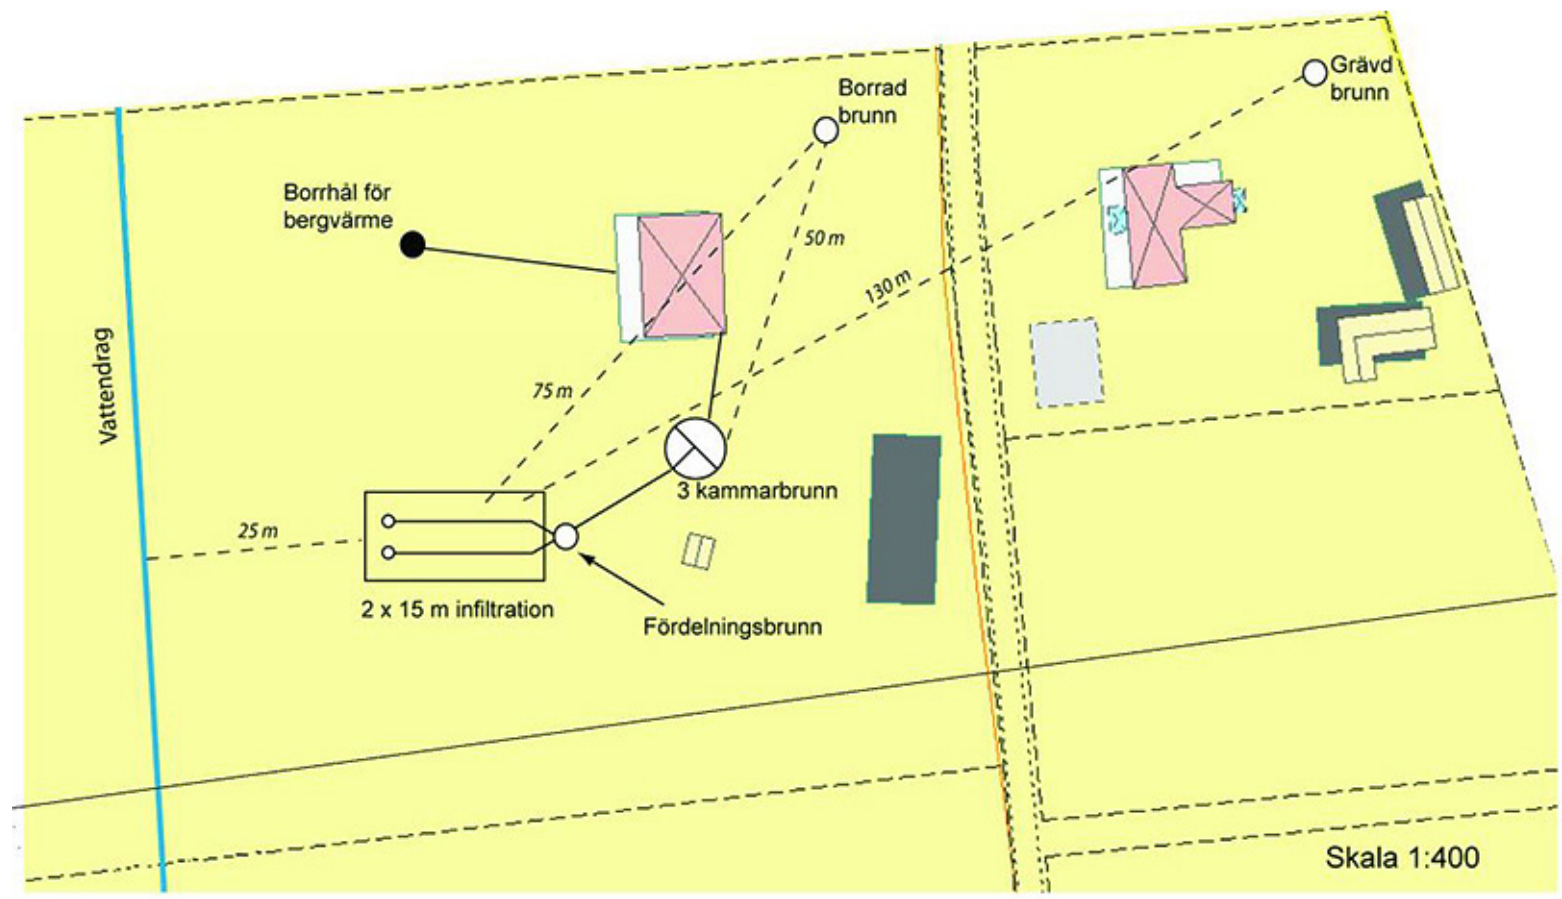 Grävd
brunn
Borrad
brunn
Borrhål för
bergvärme
50 m
130 m
Vattendrag
75 m
3 kammarbrunn
25 m
2 x 15 m infiltration
Fördelningsbrunn
Skala 1:400